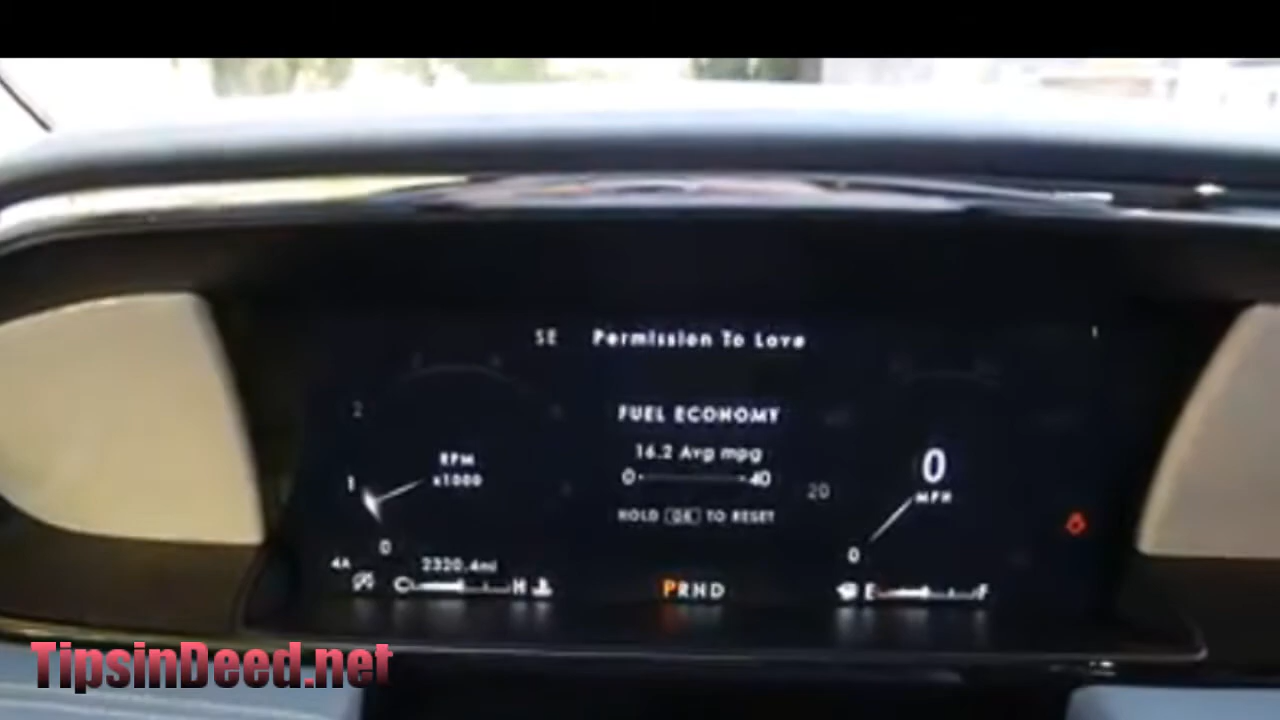 SE Permission To Love
2
FUEL ECONOMY
16.2 Avg mpg
0 40
HOLD OK TO RESET
RPM
x1000
1
0
20
0
MPH
0
4A
2320.4mi
C H
PRND
E F
TipsinDeed.net